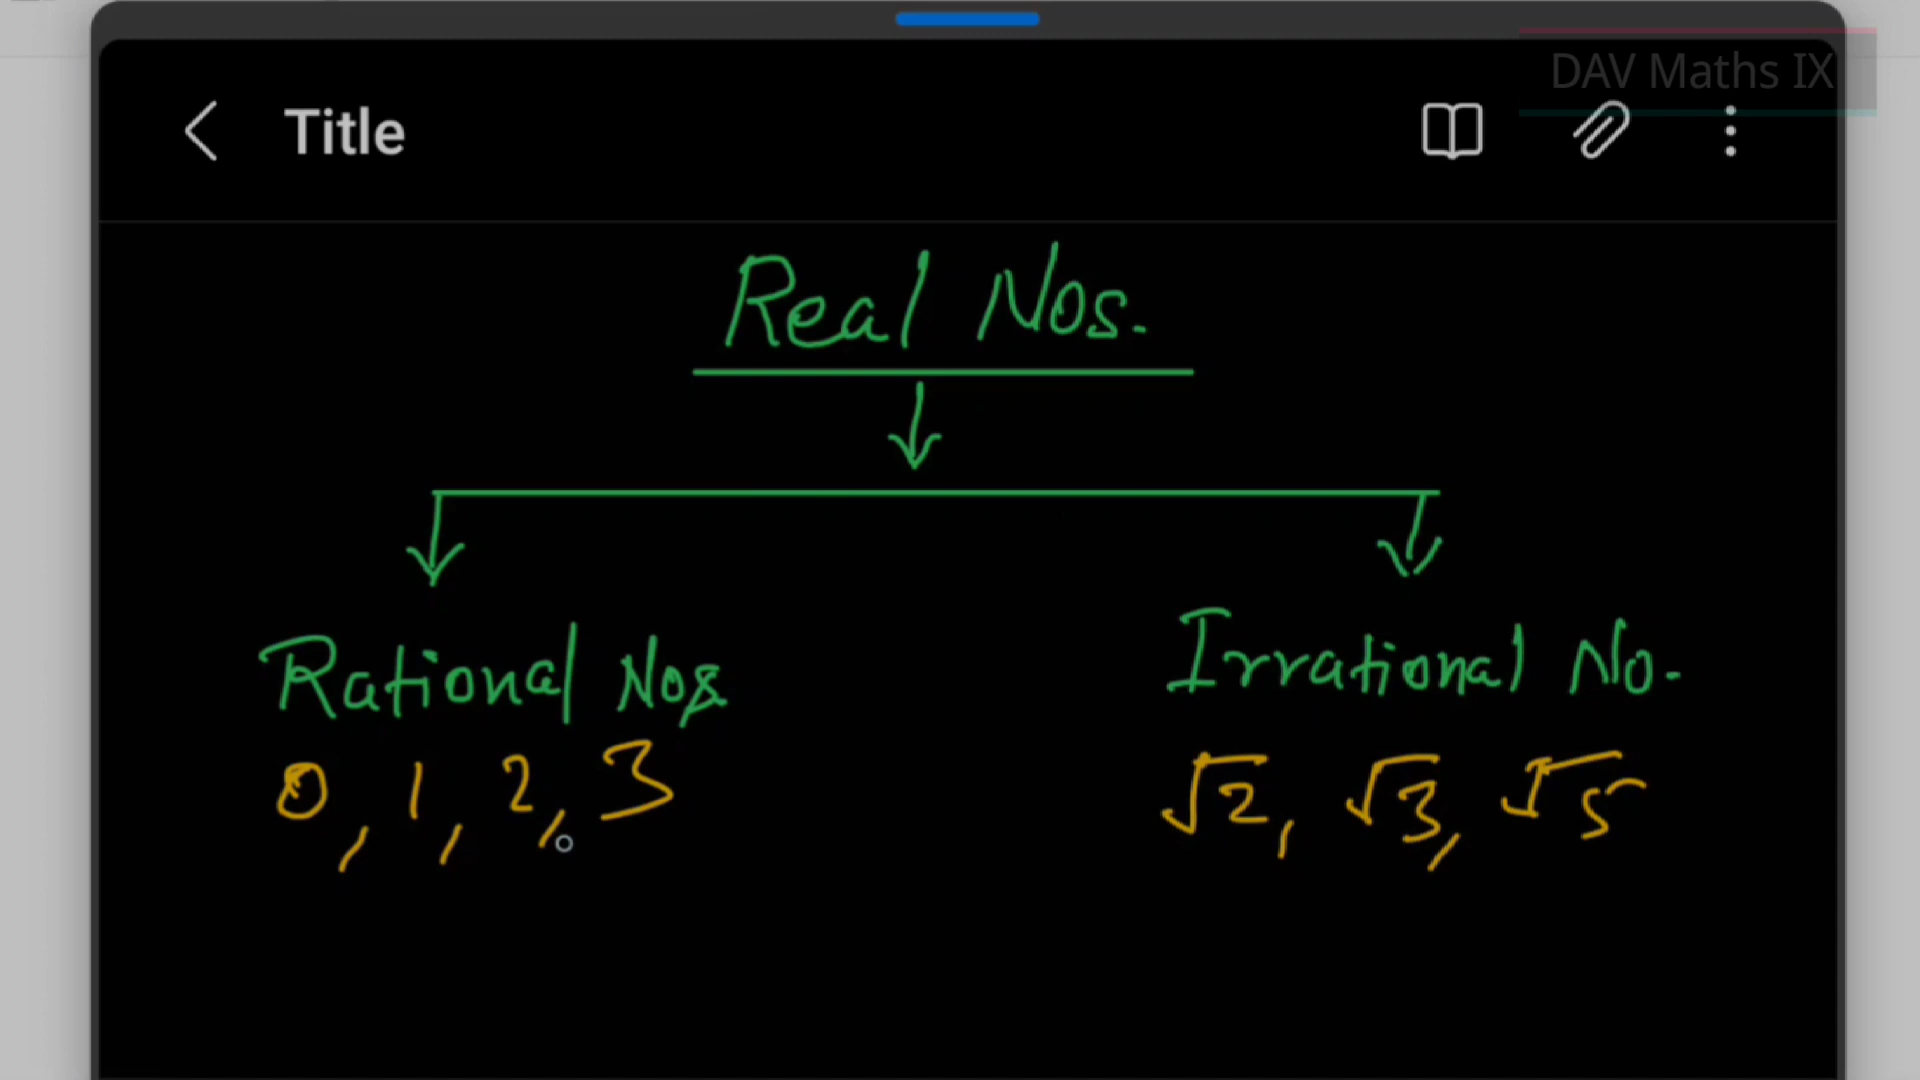 DAV Maths IX
Title
Real Nos.
Rational Nos
Irrational No.
0, 1, 2, 3
√2, √3, √5